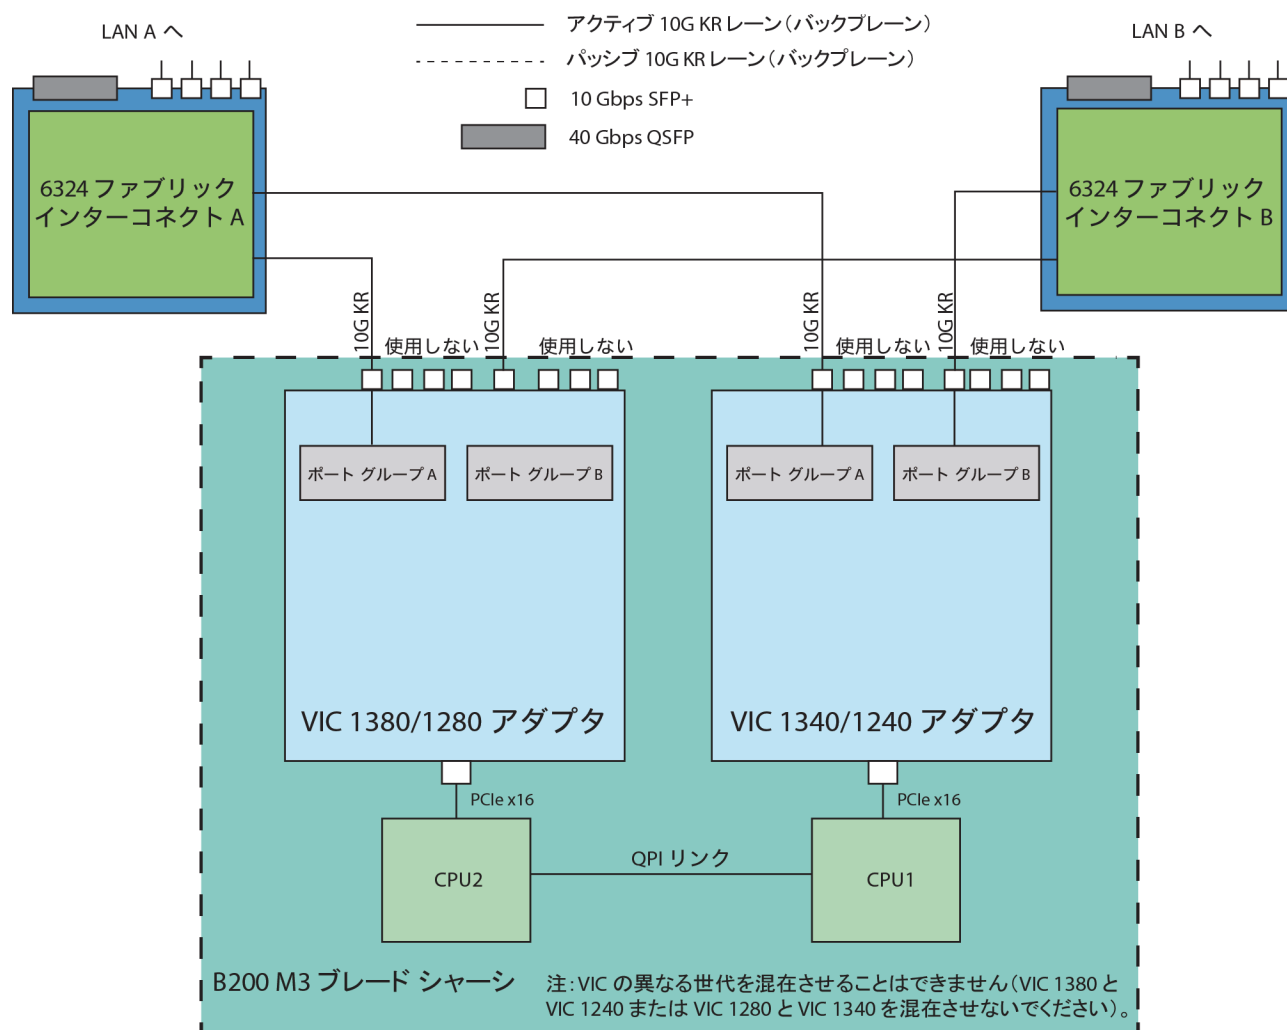 LAN A へ
アクティブ 10G KR レーン（バックプレーン）
パッシブ 10G KR レーン（バックプレーン）
10 Gbps SFP+
40 Gbps QSFP
LAN B へ
6324 ファブリック
インターコネクト A
6324 ファブリック
インターコネクト B
10G KR
使用しない
10G KR
使用しない
10G KR
使用しない
10G KR
使用しない
ポート グループ A
ポート グループ B
ポート グループ A
ポート グループ B
VIC 1380/1280 アダプタ
VIC 1340/1240 アダプタ
PCIe x16
PCIe x16
CPU2
QPI リンク
CPU1
B200 M3 ブレード シャーシ
注：VIC の異なる世代を混在させることはできません（VIC 1380 と
VIC 1240 または VIC 1280 と VIC 1340 を混在させないでください）。